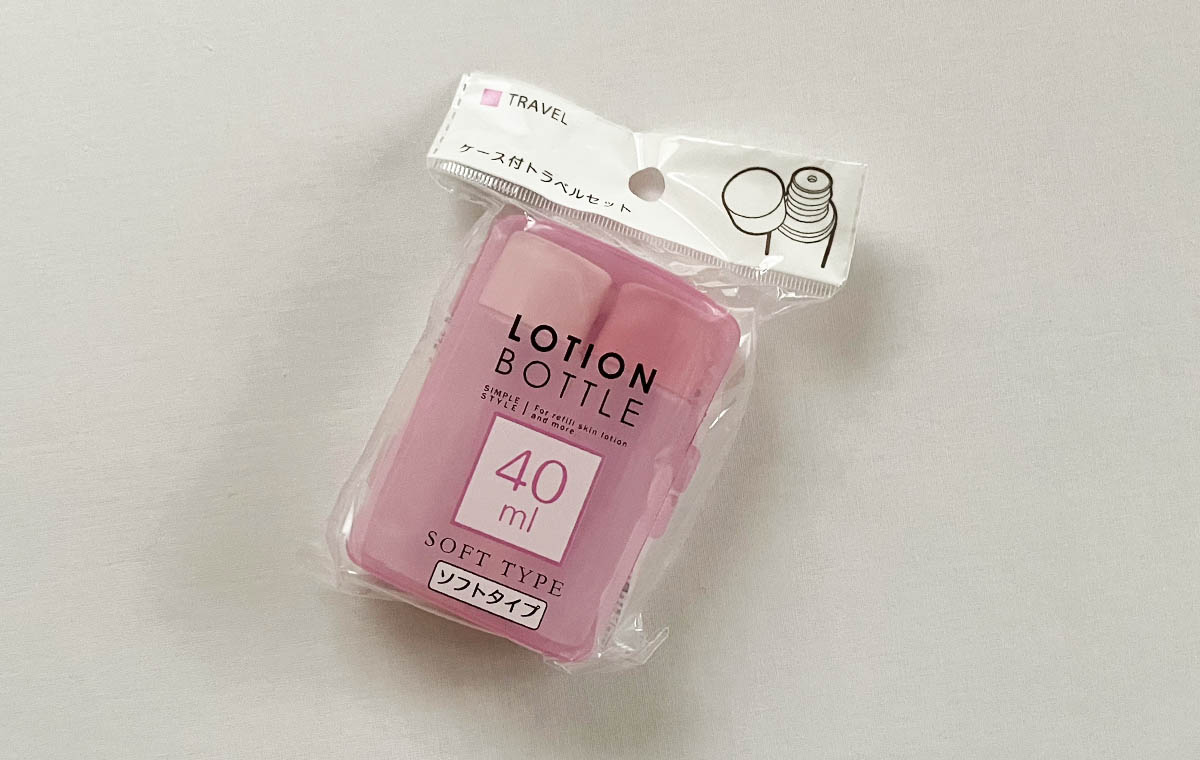 TRAVEL
ケース付トラベルセット
LOTION
BOTTLE
SIMPLE STYLE | For refill skin lotion and more
40
ml
SOFT TYPE
ソフトタイプ